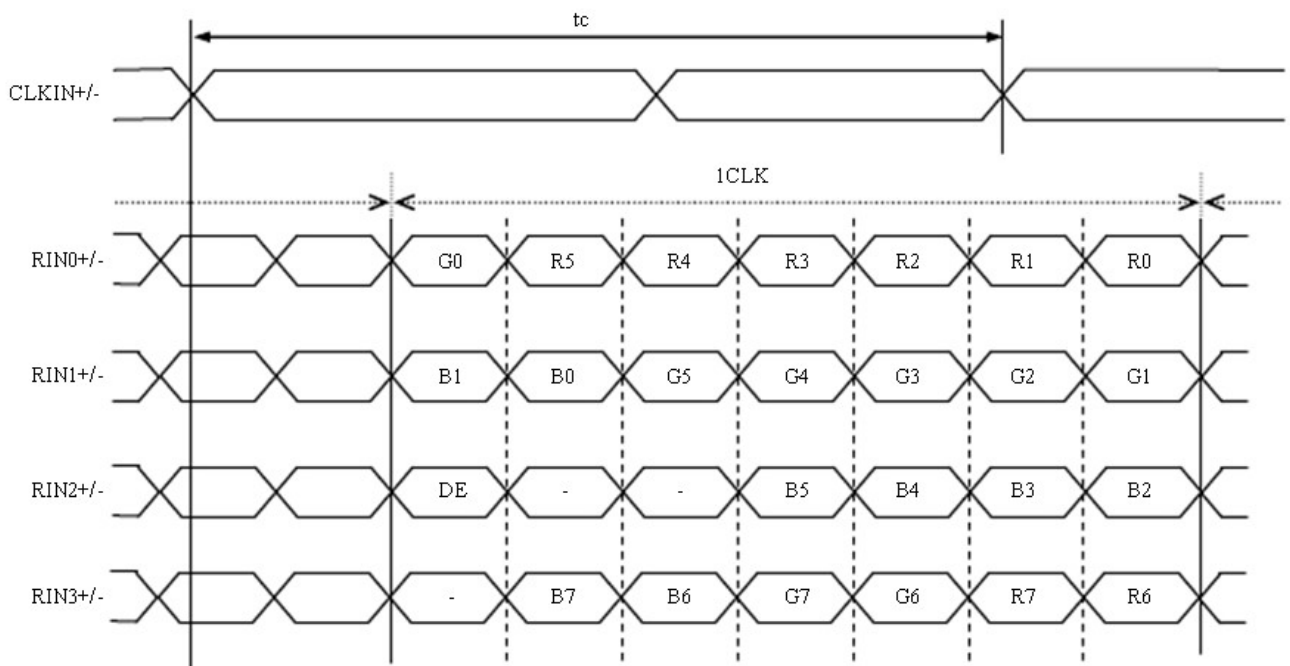 tc
CLKIN+/-
1CLK
RIN0+/- G0 R5 R4 R3 R2 R1 R0
RIN1+/- B1 B0 G5 G4 G3 G2 G1
RIN2+/- DE - - B5 B4 B3 B2
RIN3+/- - B7 B6 G7 G6 R7 R6